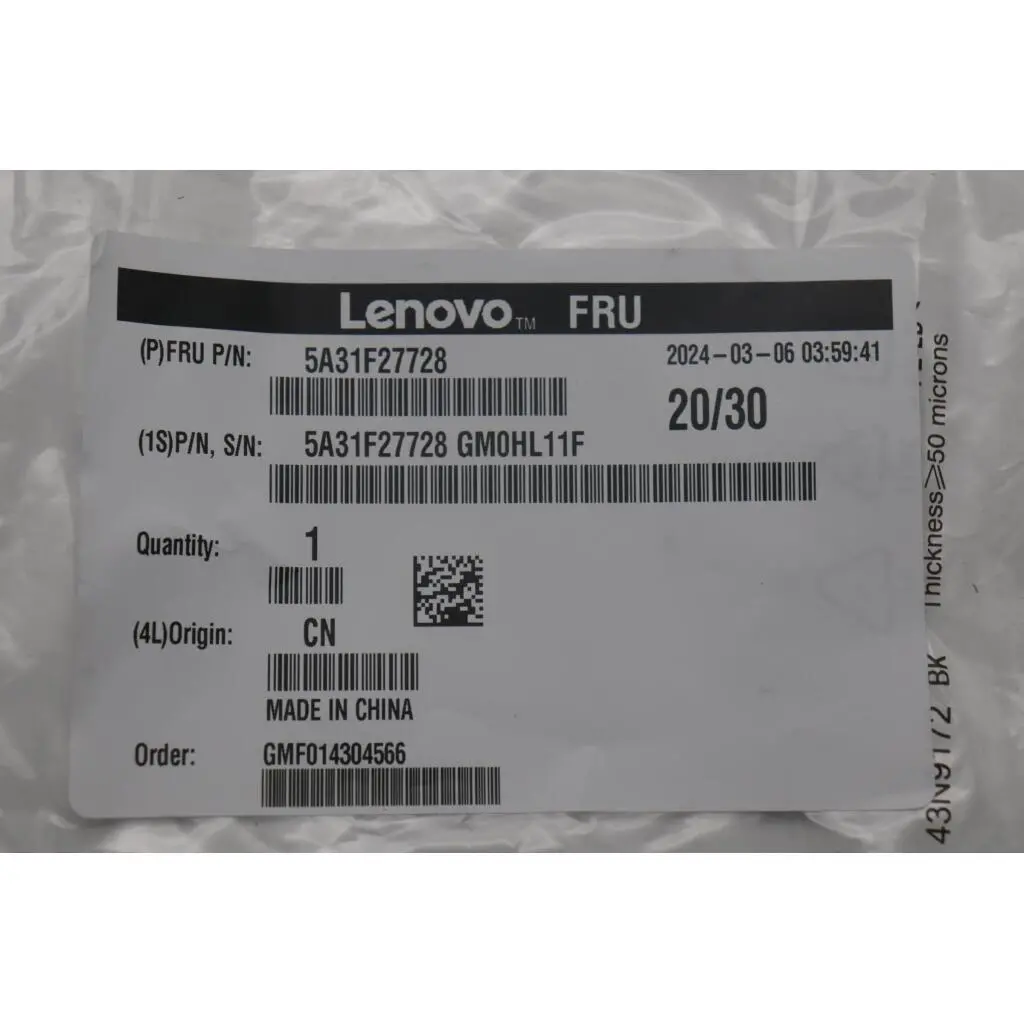 Lenovo™ FRU
(P)FRU P/N: 5A31F27728
2024-03-06 03:59:41
20/30
(1S)P/N, S/N: 5A31F27728 GM0HL11F
Quantity: 1
(4L)Origin: CN
MADE IN CHINA
Order: GMF014304566
Thickness⩾50 microns
43N9172 BK